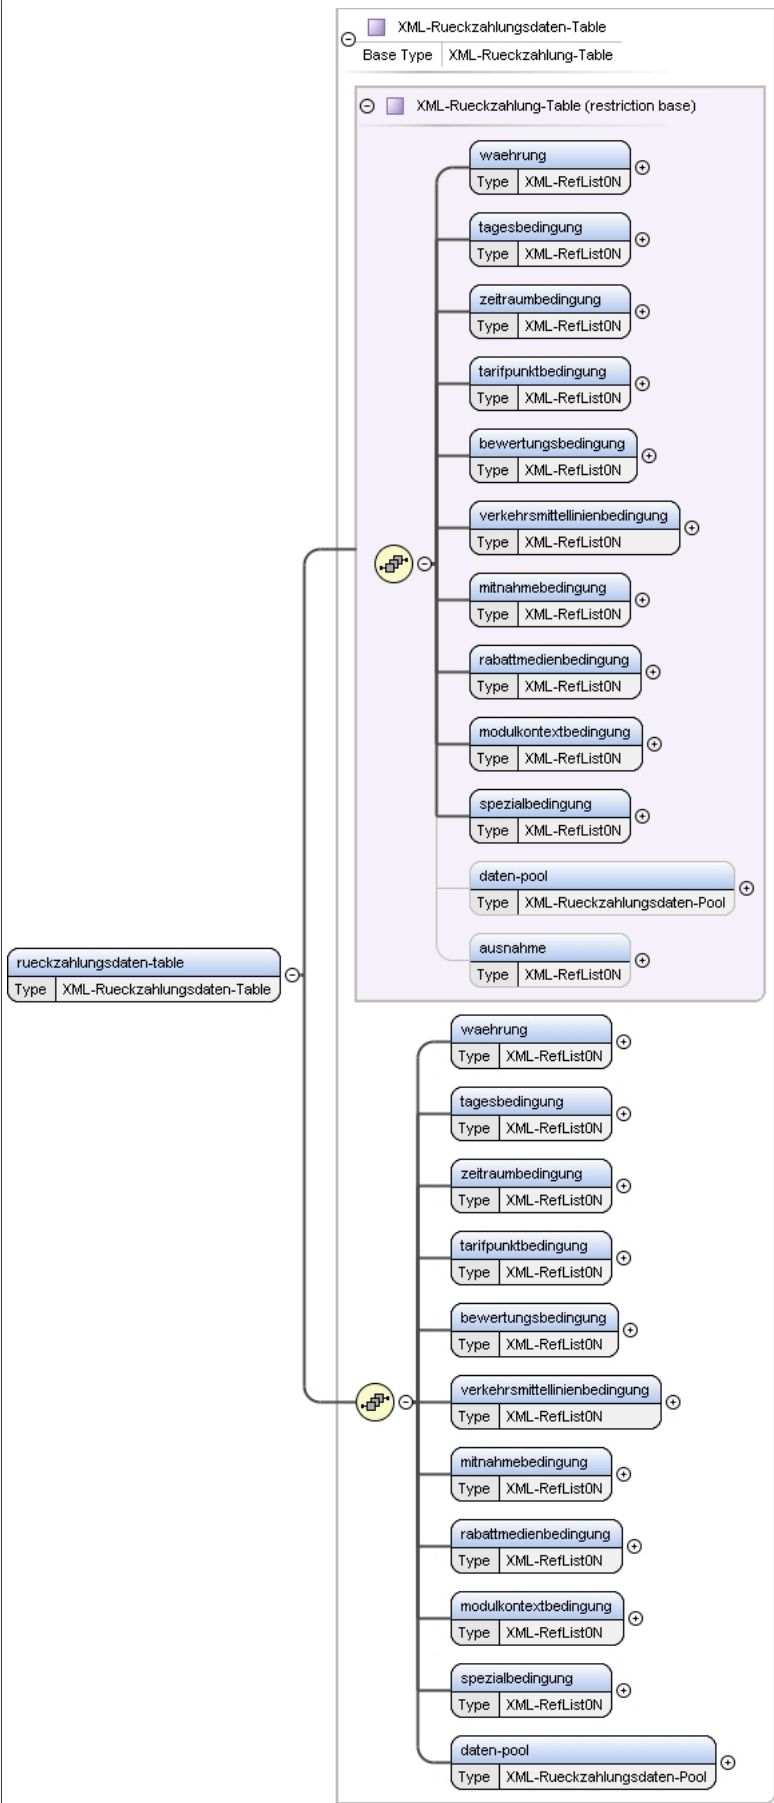 XML-Rueckzahlungsdaten-Table
Base Type XML-Rueckzahlung-Table
XML-Rueckzahlung-Table (restriction base)
waehrung
Type XML-RefList0N
tagesbedingung
Type XML-RefList0N
zeitraumbedingung
Type XML-RefList0N
tarifpunktbedingung
Type XML-RefList0N
bewertungsbedingung
Type XML-RefList0N
verkehrsmittellinienbedingung
Type XML-RefList0N
mitnahmebedingung
Type XML-RefList0N
rabattmedienbedingung
Type XML-RefList0N
modulkontextbedingung
Type XML-RefList0N
spezialbedingung
Type XML-RefList0N
daten-pool
Type XML-Rueckzahlungsdaten-Pool
ausnahme
Type XML-RefList0N
rueckzahlungsdaten-table
Type XML-Rueckzahlungsdaten-Table
waehrung
Type XML-RefList0N
tagesbedingung
Type XML-RefList0N
zeitraumbedingung
Type XML-RefList0N
tarifpunktbedingung
Type XML-RefList0N
bewertungsbedingung
Type XML-RefList0N
verkehrsmittellinienbedingung
Type XML-RefList0N
mitnahmebedingung
Type XML-RefList0N
rabattmedienbedingung
Type XML-RefList0N
modulkontextbedingung
Type XML-RefList0N
spezialbedingung
Type XML-RefList0N
daten-pool
Type XML-Rueckzahlungsdaten-Pool